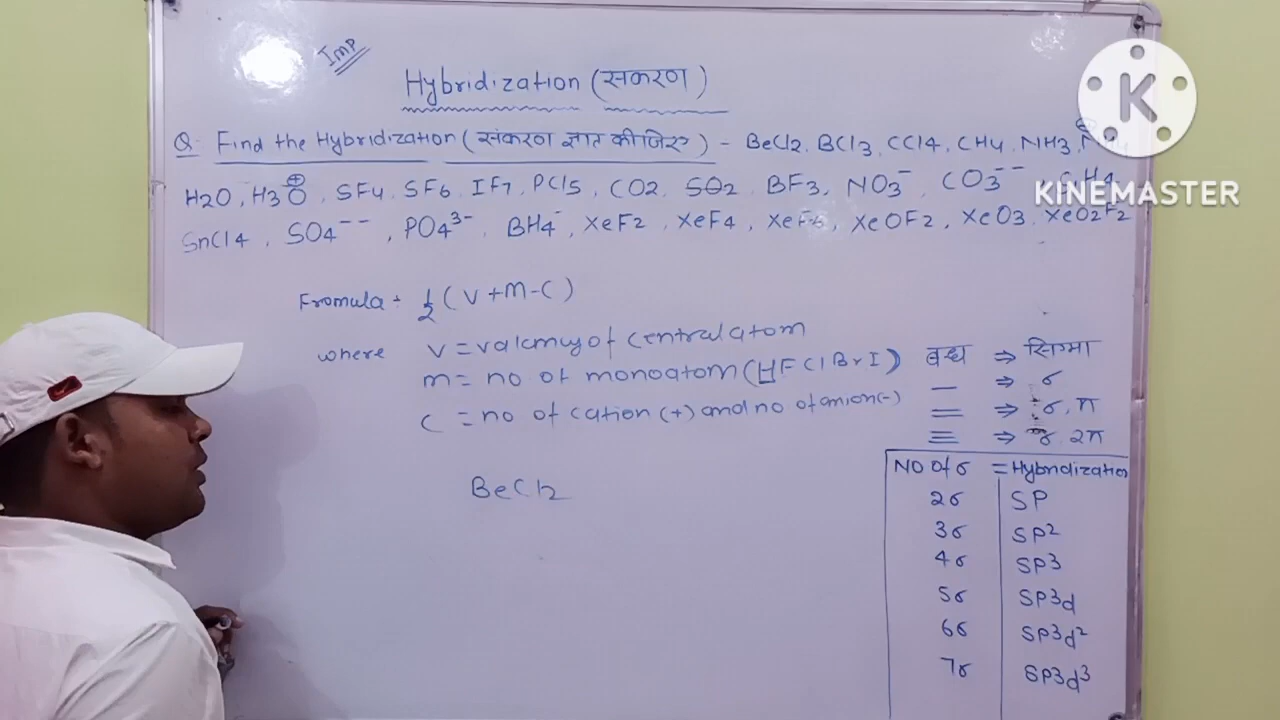 Imp
Hybridization (सकरण)
Q. Find the Hybridization (संकरण ज्ञात कीजिए) - BeCl2, BCl3, CCl4, CH4, NH3,
H2O, H3O⊕, SF4, SF6, IF7, PCl5, CO2, SO2, BF3, NO3⁻, CO3⁻⁻,
SnCl4, SO4⁻⁻, PO4³⁻, BH4⁻, XeF2, XeF4, XeF6, XeOF2, XeO3, XeO2F2
K
KINEMASTER
Fromula ÷ ½ (V+M-C)
where V = valency of central atom
m = no of monoatom (H F Cl Br I)
C = no of cation (+) and no of anion (-)
बन्ध ⇒ सिग्मा
— ⇒ σ
= ⇒ σ, π
≡ ⇒ σ, 2π
BeCl2
NO of σ = Hybridization
2σ SP
3σ SP²
4σ SP³
5σ SP³d
6σ SP³d²
7σ SP³d³